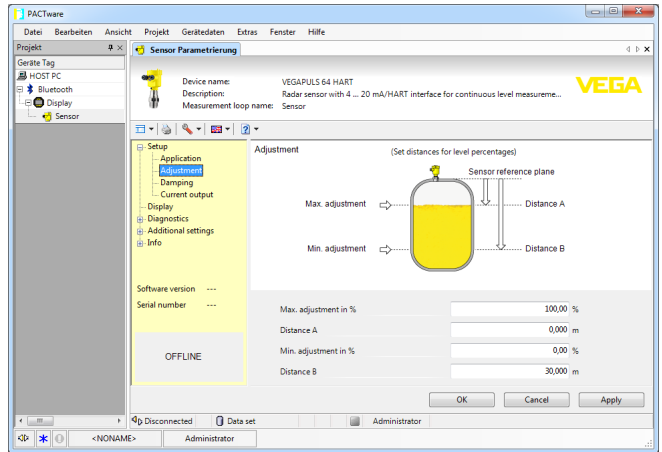 PACTware
Datei Bearbeiten Ansicht Projekt Gerätedaten Extras Fenster Hilfe
Projekt
Sensor Parametrierung
Geräte Tag
HOST PC
Bluetooth
Display
Sensor
Device name: VEGAPULS 64 HART
Description: Radar sensor with 4 ... 20 mA/HART interface for continuous level measureme...
Measurement loop name: Sensor
VEGA
Setup
Application
Adjustment
Damping
Current output
Display
Diagnostics
Additional settings
Info
Software version ---
Serial number ---
OFFLINE
Adjustment (Set distances for level percentages)
Sensor reference plane
Max. adjustment Distance A
Min. adjustment Distance B
Max. adjustment in % 100,00 %
Distance A 0,000 m
Min. adjustment in % 0,00 %
Distance B 30,000 m
OK Cancel Apply
Disconnected Data set Administrator
<NONAME> Administrator